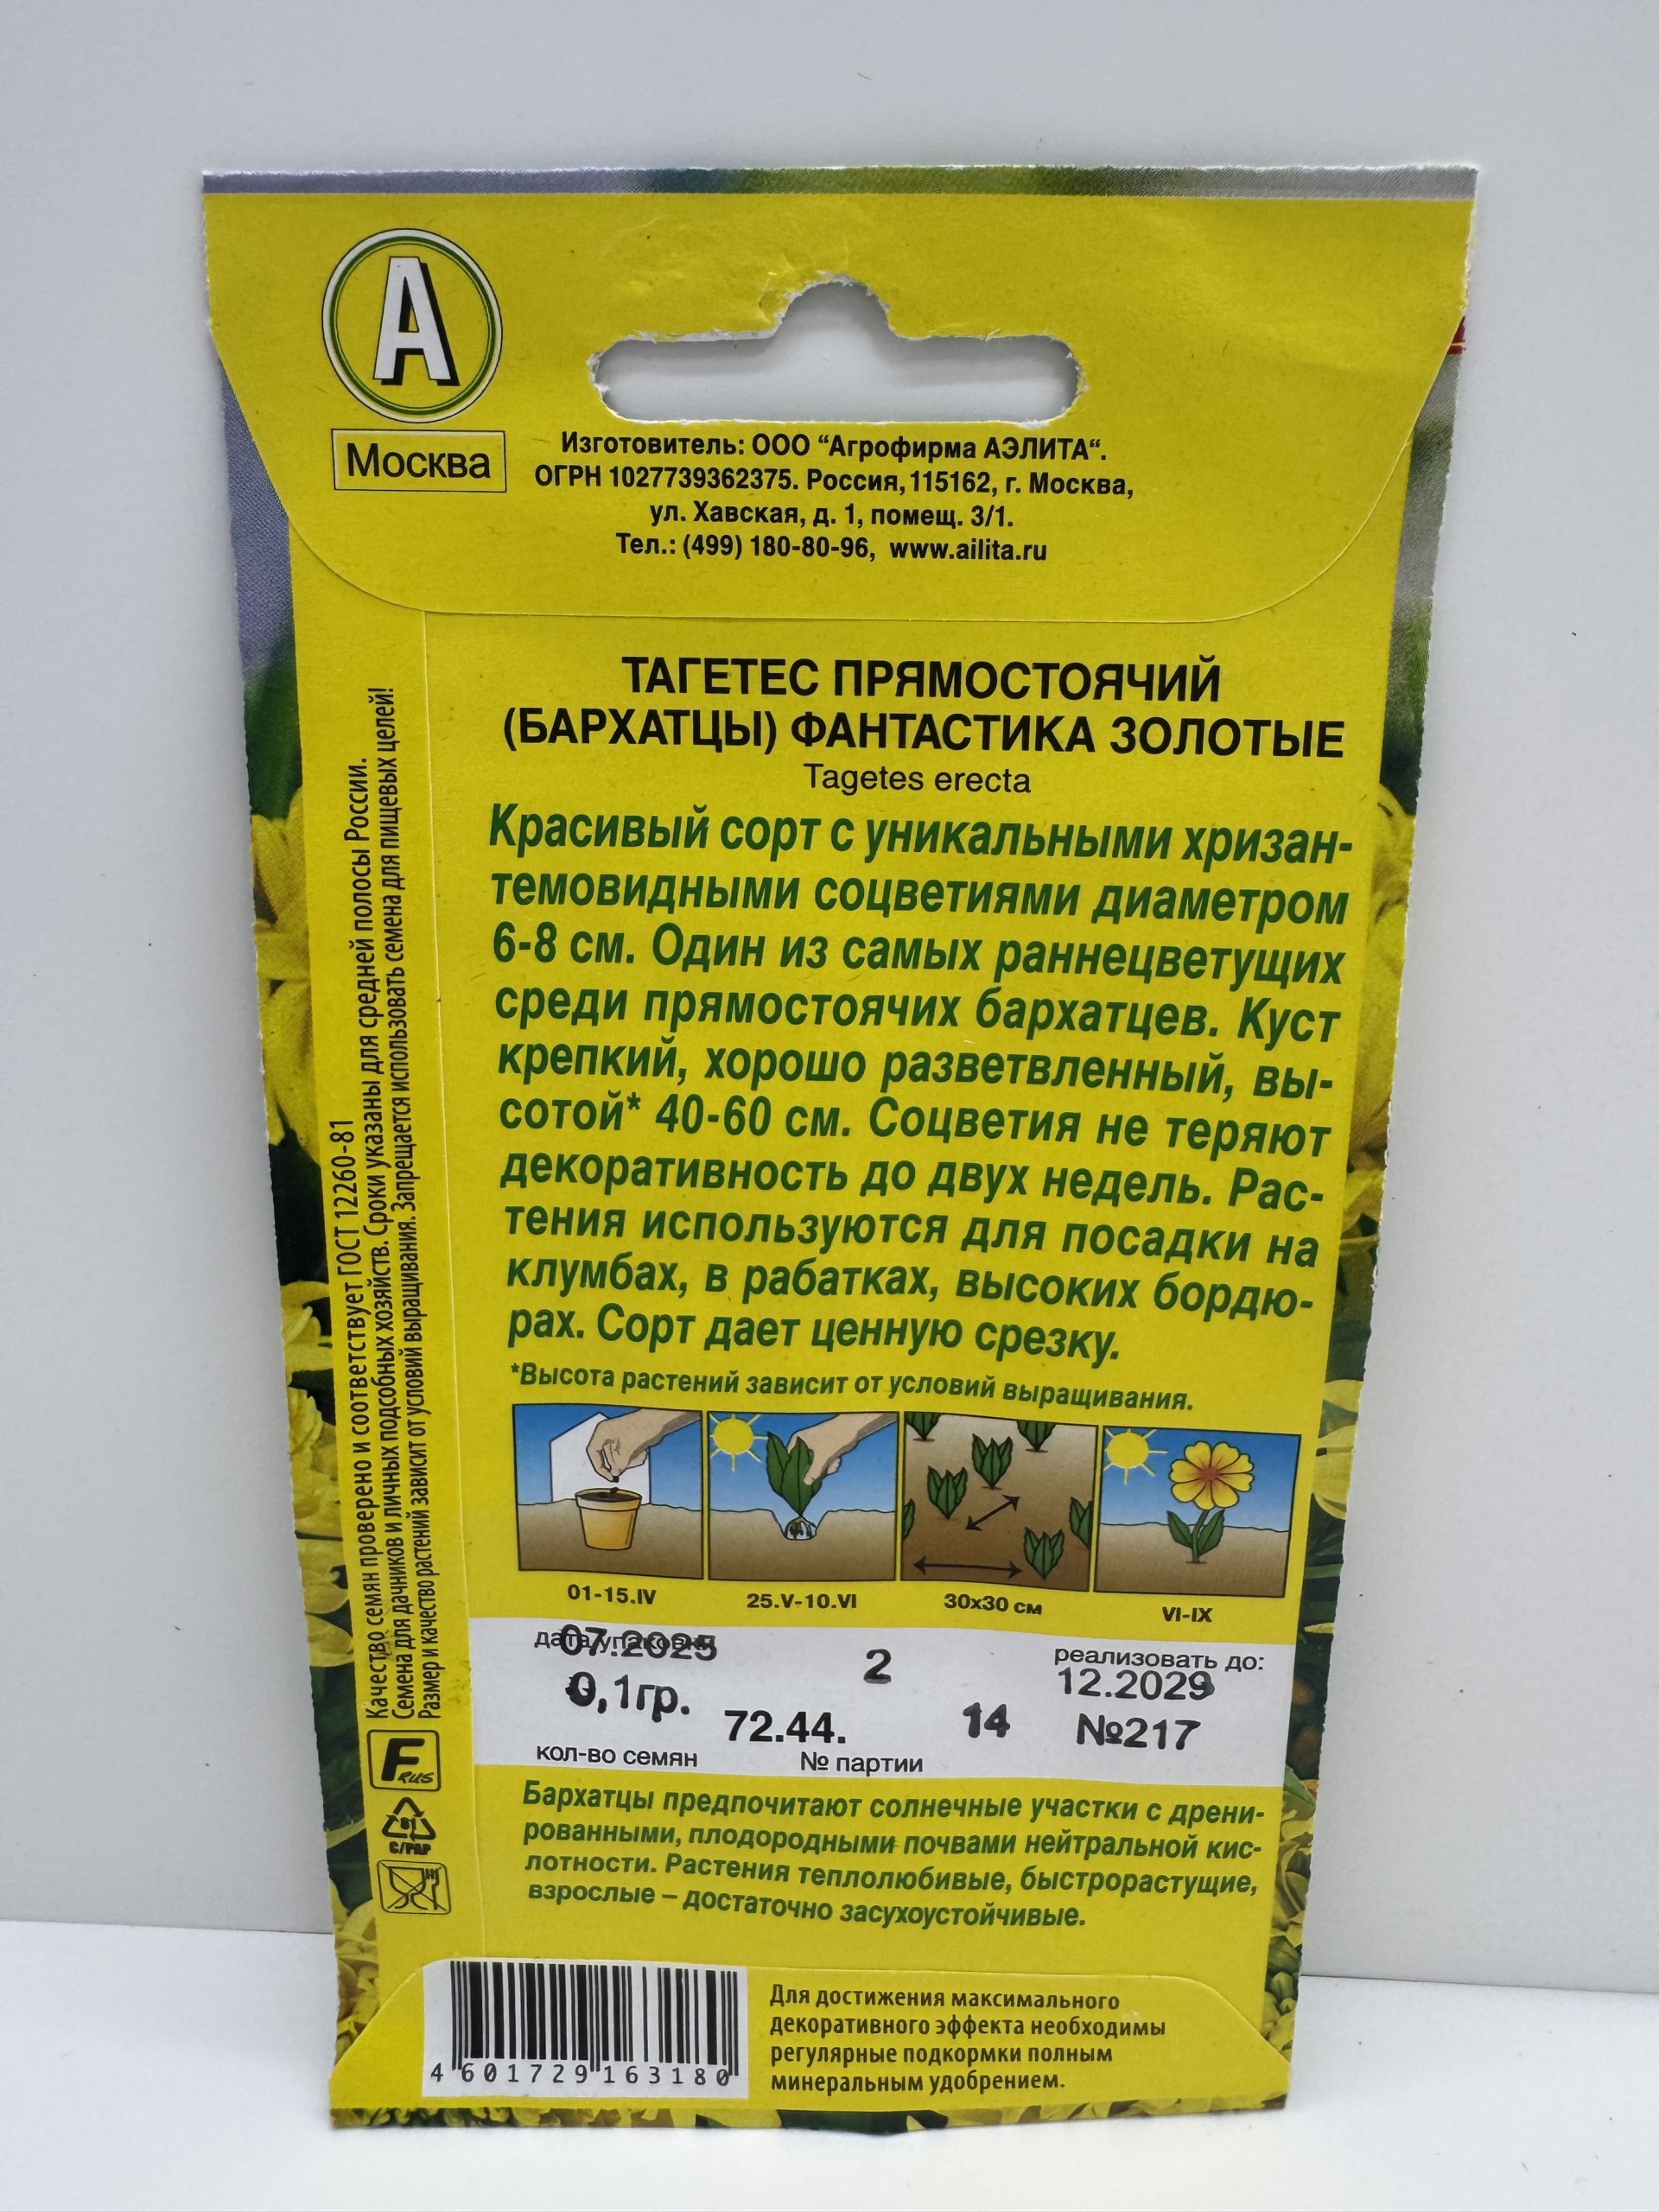 А
Москва
Изготовитель: ООО “Агрофирма АЭЛИТА“.
ОГРН 1027739362375. Россия, 115162, г. Москва,
ул. Хавская, д. 1, помещ. 3/1.
Тел.: (499) 180-80-96, www.ailita.ru
ТАГЕТЕС ПРЯМОСТОЯЧИЙ
(БАРХАТЦЫ) ФАНТАСТИКА ЗОЛОТЫЕ
Tagetes erecta
Красивый сорт с уникальными хризан-
темовидными соцветиями диаметром
6-8 см. Один из самых раннецветущих
среди прямостоячих бархатцев. Куст
крепкий, хорошо разветвленный, вы-
сотой* 40-60 см. Соцветия не теряют
декоративность до двух недель. Рас-
тения используются для посадки на
клумбах, в рабатках, высоких бордю-
рах. Сорт дает ценную срезку.
*Высота растений зависит от условий выращивания.
01-15.IV
25.V-10.VI
30х30 см
VI-IX
дата упаковки
07.2025
2
реализовать до:
12.2029
0,1гр.
72.44.
14
№217
кол-во семян
№ партии
Бархатцы предпочитают солнечные участки с дрени-
рованными, плодородными почвами нейтральной кис-
лотности. Растения теплолюбивые, быстрорастущие,
взрослые – достаточно засухоустойчивые.
Для достижения максимального
декоративного эффекта необходимы
регулярные подкормки полным
минеральным удобрением.
4 601729 163180
Качество семян проверено и соответствует ГОСТ 12260-81
Семена для дачников и личных подсобных хозяйств. Сроки указаны для средней полосы России.
Размер и качество растений зависит от условий выращивания. Запрещается использовать семена для пищевых целей!
F RUS
81
C/PAP